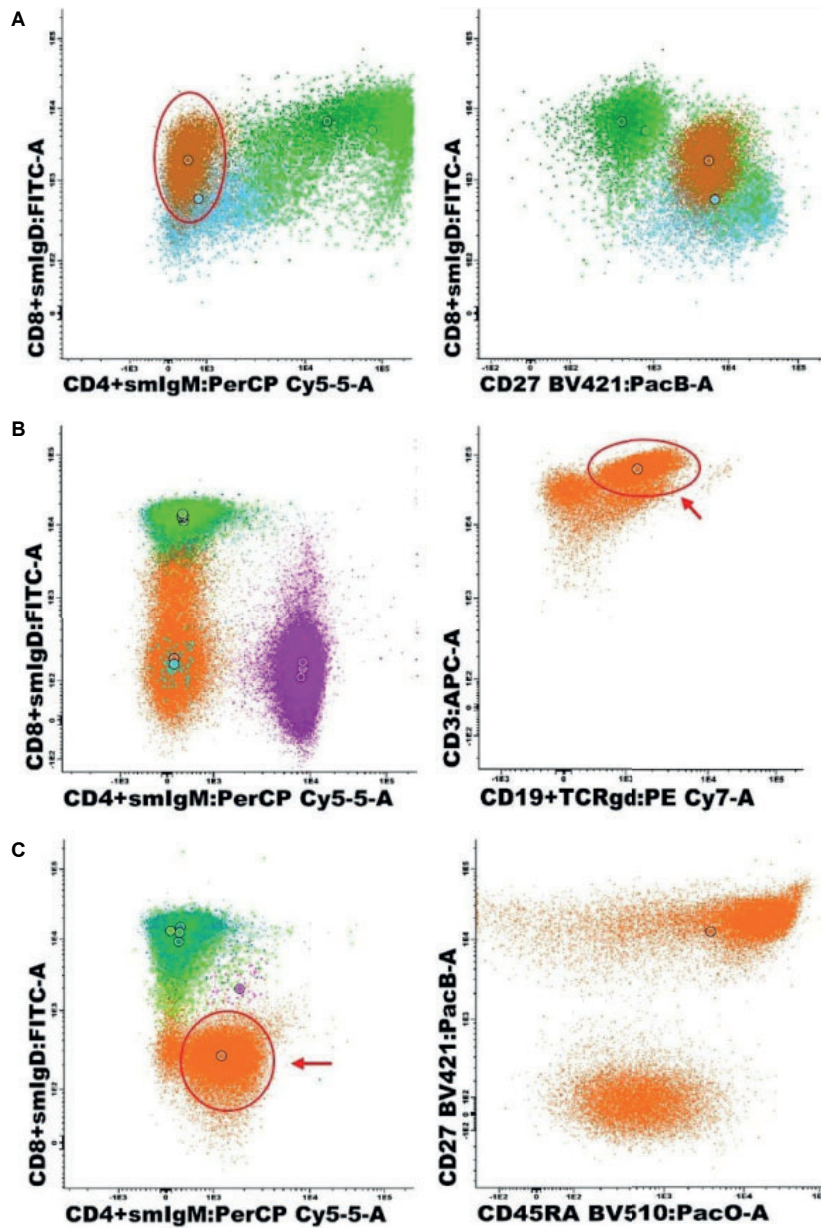 A
CD8+smIgD:FITC-A
1E5
1E4
1E3
1E2
0
-1E3
1E3
1E4
1E5
CD4+smIgM:PerCP Cy5-5-A
CD8+smIgD:FITC-A
1E5
1E4
1E3
1E2
0
-1E2
1E3
1E4
1E5
CD27 BV421:PacB-A
B
CD8+smIgD:FITC-A
1E5
1E4
1E3
1E2
0
-1E2
-1E3
0
1E3
1E4
1E5
CD4+smIgM:PerCP Cy5-5-A
CD3:APC-A
1E5
1E4
1E3
1E2
0
-1E2
-1E3
0
1E3
1E4
1E5
CD19+TCRgd:PE Cy7-A
C
CD8+smIgD:FITC-A
1E5
1E4
1E3
1E2
0
-1E3
0
1E3
1E4
1E5
CD4+smIgM:PerCP Cy5-5-A
CD27 BV421:PacB-A
1E5
1E4
1E3
1E2
0
-1E2
-1E2
0
1E2
1E3
1E4
CD45RA BV510:PacO-A